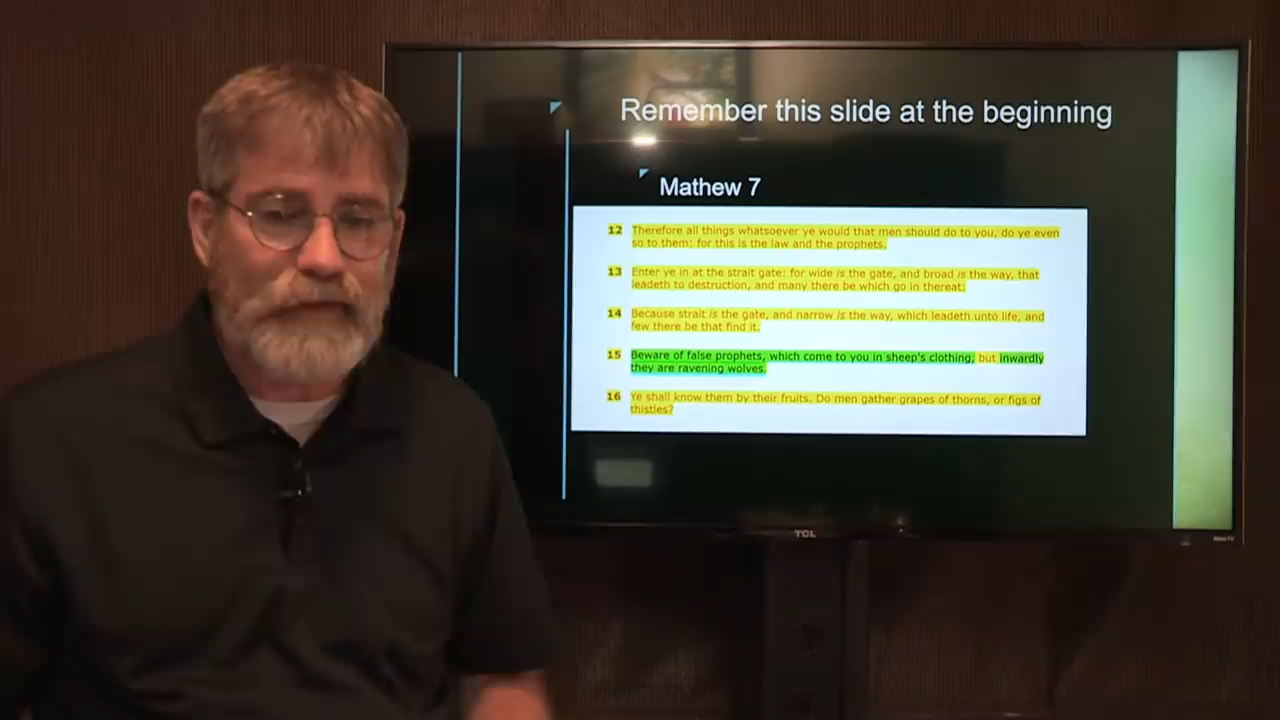 Remember this slide at the beginning
Mathew 7
12 Therefore all things whatsoever ye would that men should do to you, do ye even
so to them: for this is the law and the prophets.
13 Enter ye in at the strait gate: for wide is the gate, and broad is the way, that
leadeth to destruction, and many there be which go in thereat:
14 Because strait is the gate, and narrow is the way, which leadeth unto life, and
few there be that find it.
15 Beware of false prophets, which come to you in sheep's clothing, but inwardly
they are ravening wolves.
16 Ye shall know them by their fruits. Do men gather grapes of thorns, or figs of
thistles?
TCL